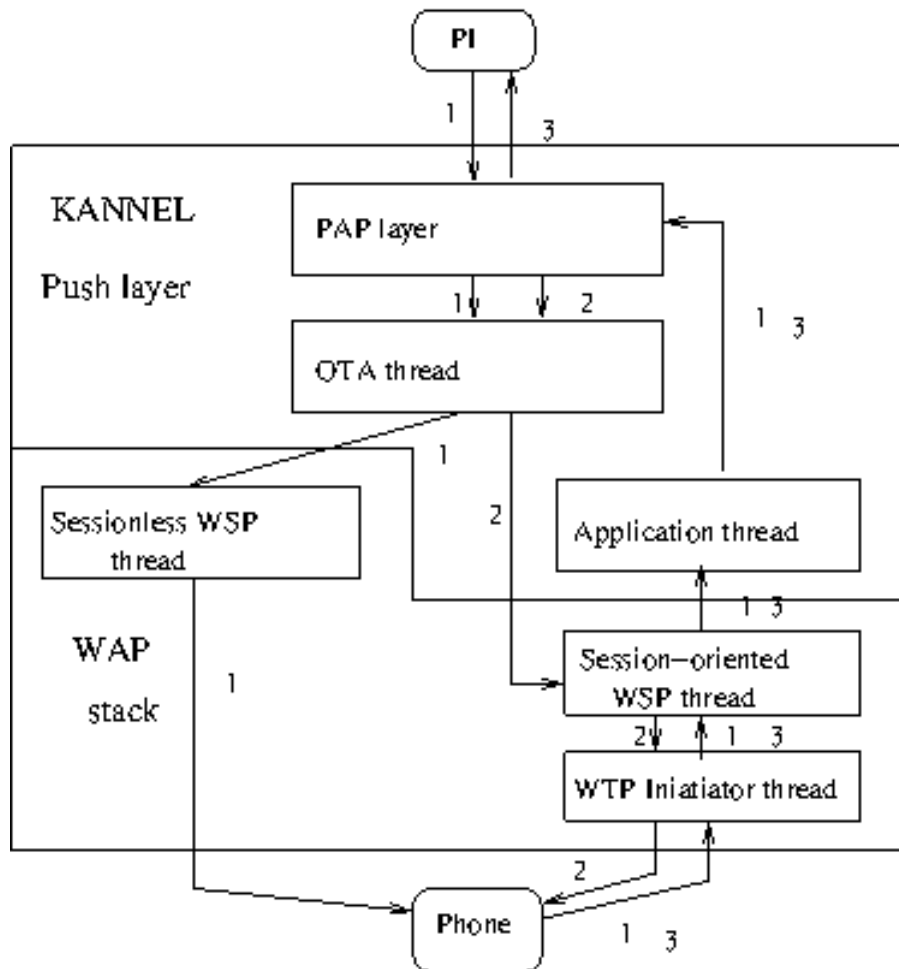 PI
1
3
KANNEL
Push layer
PAP layer
1
2
1 3
OTA thread
1
2
Sessionless WSP
thread
Application thread
1 3
WAP
stack
1
Session-oriented
WSP thread
2
1 3
WTP Iniatiator thread
2
Phone
1 3